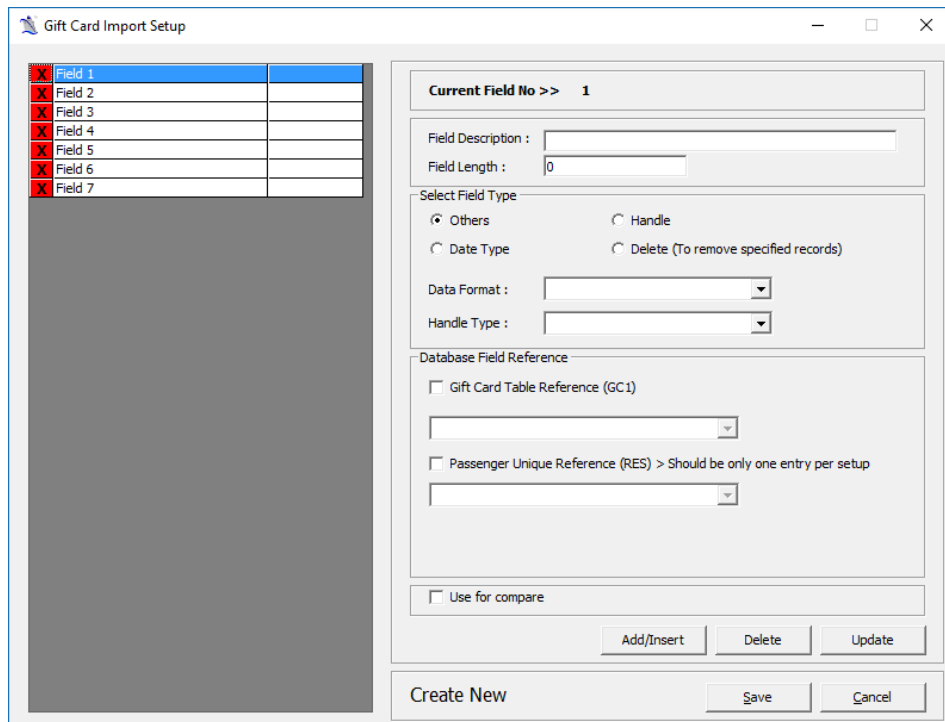 Gift Card Import Setup
X Field 1
X Field 2
X Field 3
X Field 4
X Field 5
X Field 6
X Field 7
Current Field No >> 1
Field Description :
Field Length : 0
Select Field Type
Others Handle
Date Type Delete (To remove specified records)
Data Format :
Handle Type :
Database Field Reference
Gift Card Table Reference (GC1)
Passenger Unique Reference (RES) > Should be only one entry per setup
Use for compare
Add/Insert Delete Update
Create New Save Cancel